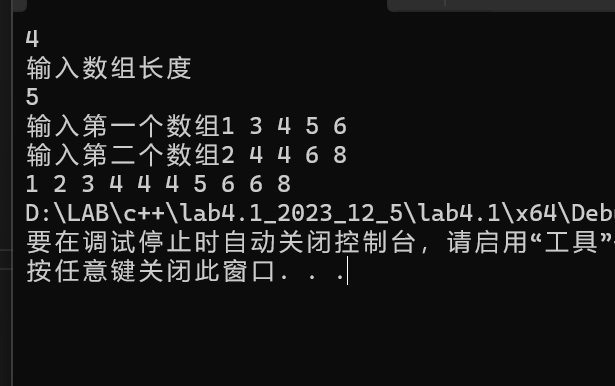 4
输入数组长度
5
输入第一个数组1 3 4 5 6
输入第二个数组2 4 4 6 8
1 2 3 4 4 4 5 6 6 8
D:\LAB\c++\lab4.1_2023_12_5\lab4.1\x64\Deb
要在调试停止时自动关闭控制台，请启用“工具”
按任意键关闭此窗口. . .